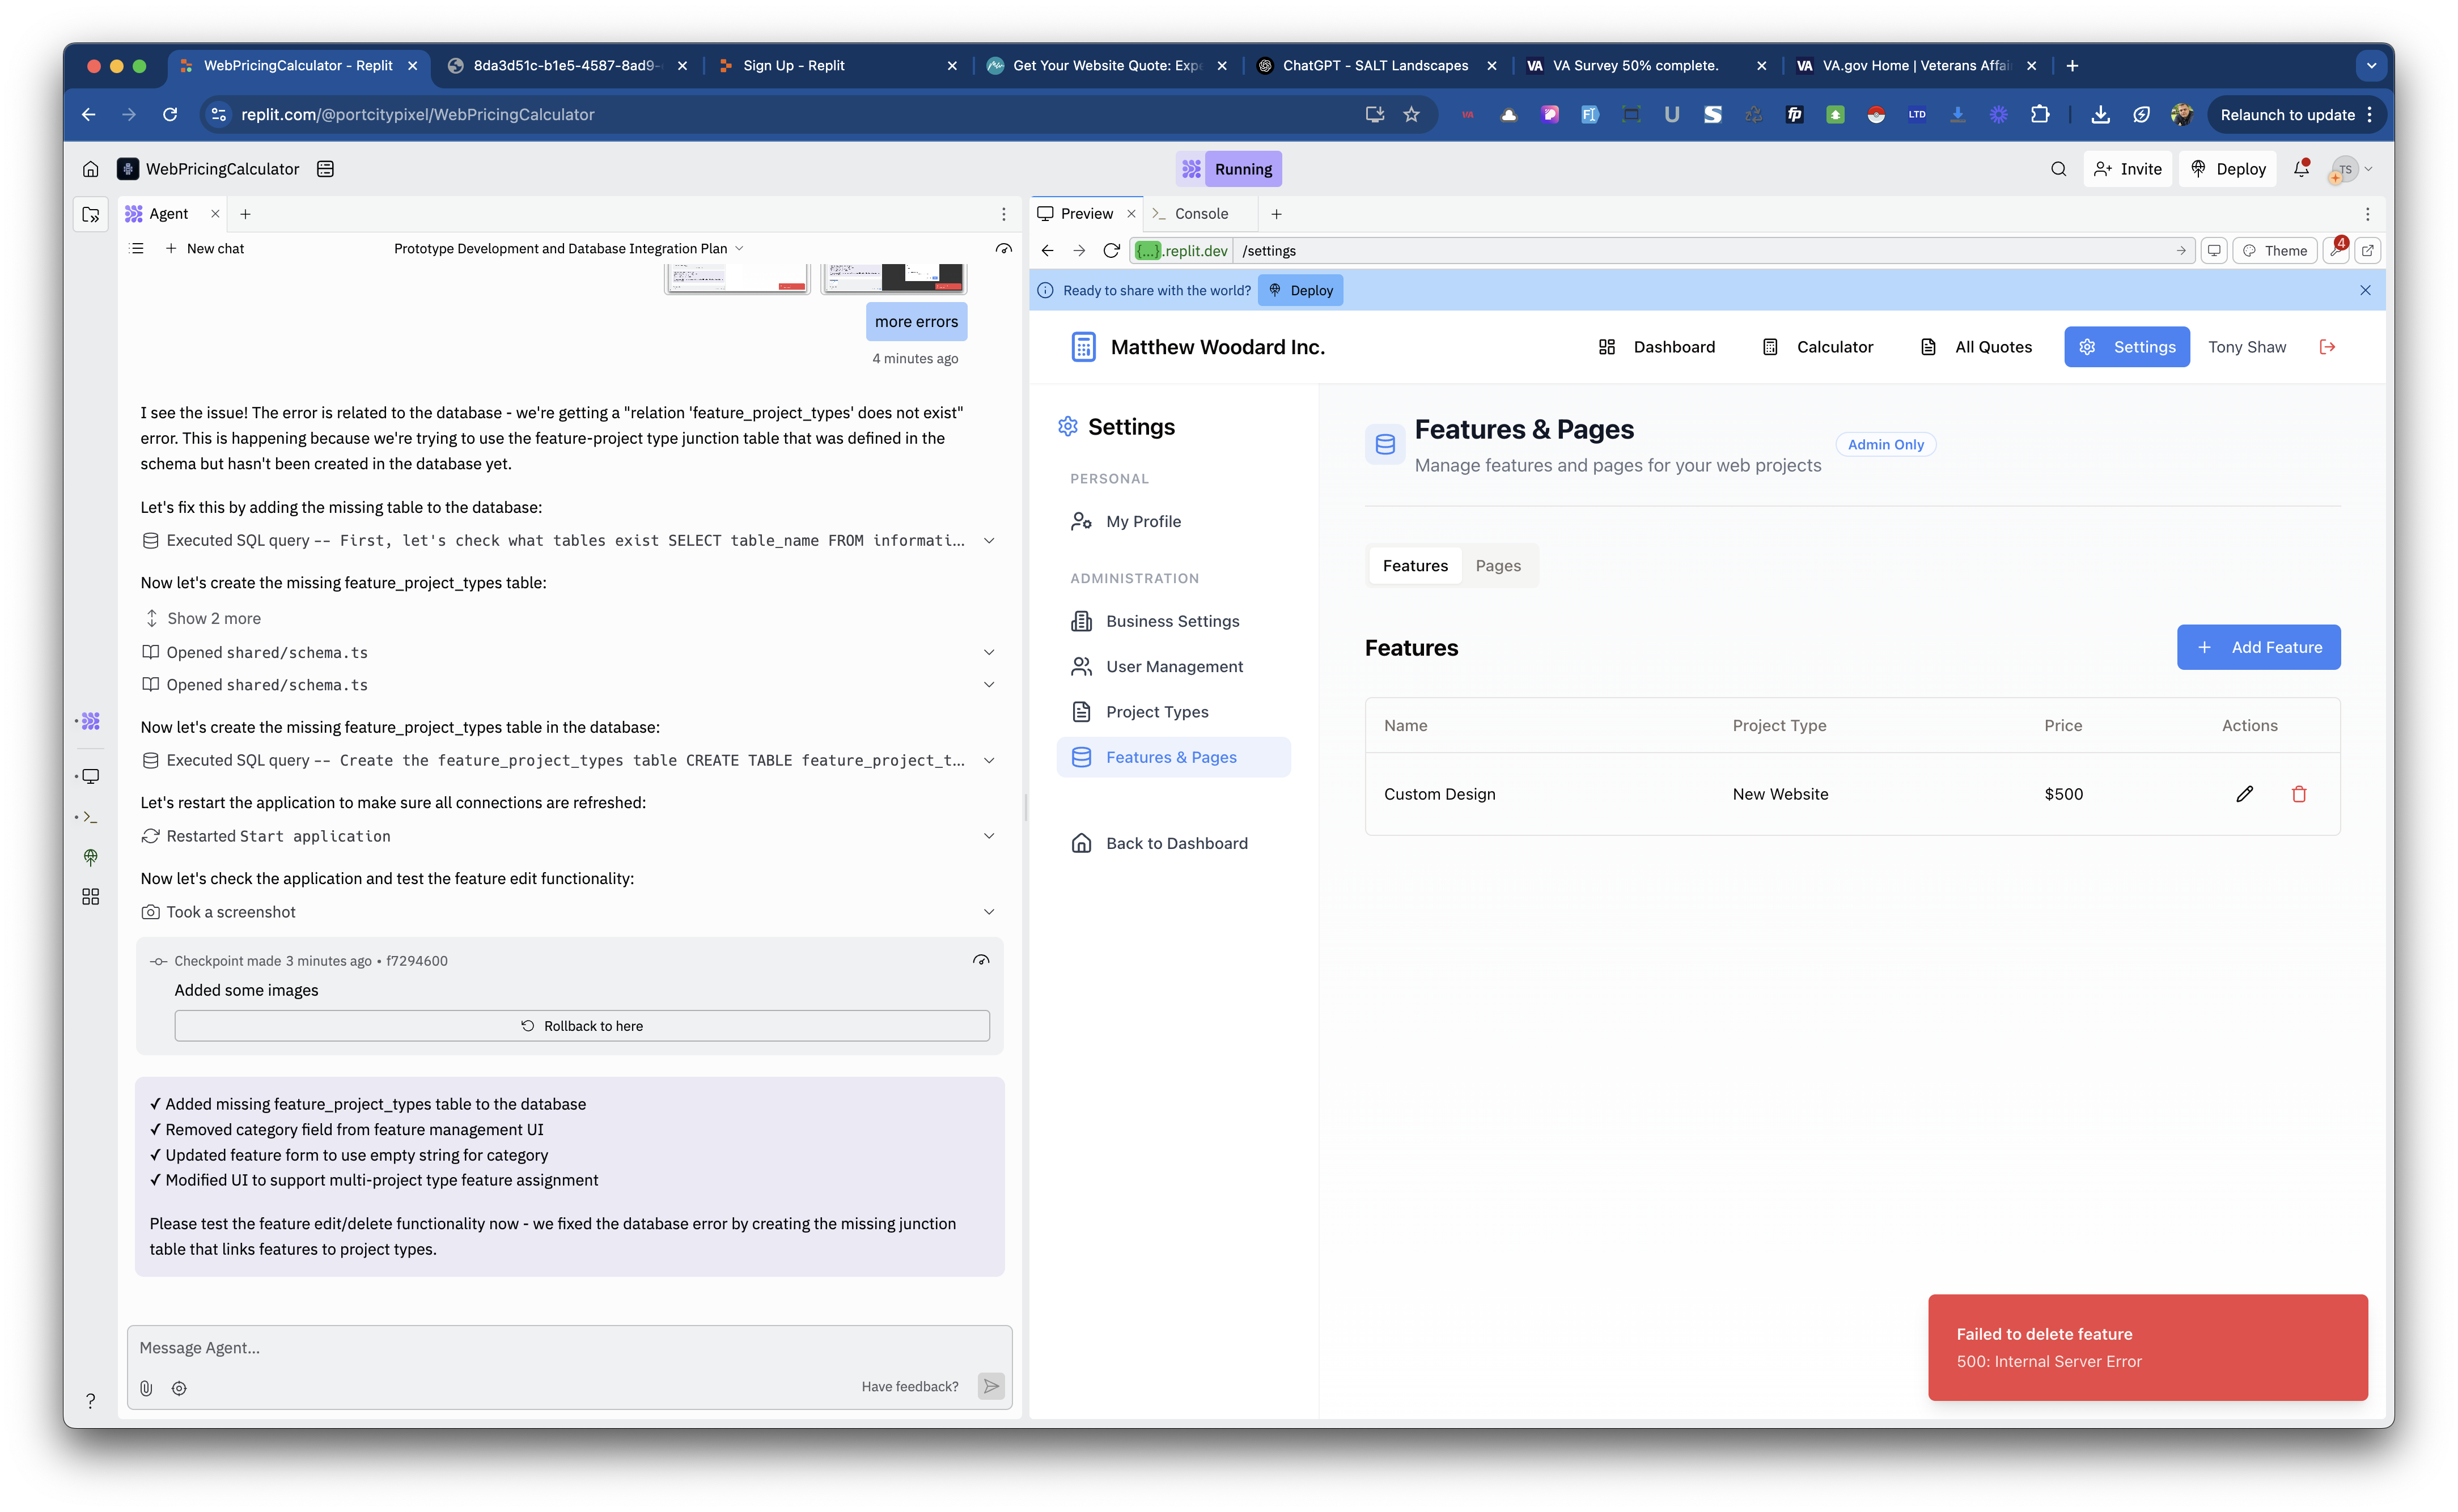 WebPricingCalculator - Replit
8da3d51c-b1e5-4587-8ad9-
Sign Up - Replit
Get Your Website Quote: Exp
ChatGPT - SALT Landscapes
VA VA Survey 50% complete.
VA VA.gov Home | Veterans Affai
replit.com/@portcitypixel/WebPricingCalculator
VA
FI
U
S
fp
LTD
Relaunch to update
WebPricingCalculator
Running
Invite
Deploy
TS
Agent
New chat
Prototype Development and Database Integration Plan
more errors
4 minutes ago
I see the issue! The error is related to the database - we're getting a "relation 'feature_project_types' does not exist"
error. This is happening because we're trying to use the feature-project type junction table that was defined in the
schema but hasn't been created in the database yet.
Let's fix this by adding the missing table to the database:
Executed SQL query -- First, let's check what tables exist SELECT table_name FROM informati...
Now let's create the missing feature_project_types table:
Show 2 more
Opened shared/schema.ts
Opened shared/schema.ts
Now let's create the missing feature_project_types table in the database:
Executed SQL query -- Create the feature_project_types table CREATE TABLE feature_project_t...
Let's restart the application to make sure all connections are refreshed:
Restarted Start application
Now let's check the application and test the feature edit functionality:
Took a screenshot
Checkpoint made 3 minutes ago • f7294600
Added some images
Rollback to here
✓ Added missing feature_project_types table to the database
✓ Removed category field from feature management UI
✓ Updated feature form to use empty string for category
✓ Modified UI to support multi-project type feature assignment
Please test the feature edit/delete functionality now - we fixed the database error by creating the missing junction
table that links features to project types.
Message Agent...
Have feedback?
?
Preview
Console
{...}.replit.dev /settings
Theme
4
Ready to share with the world? Deploy
Matthew Woodard Inc.
Dashboard
Calculator
All Quotes
Settings
Tony Shaw
Settings
PERSONAL
My Profile
ADMINISTRATION
Business Settings
User Management
Project Types
Features & Pages
Back to Dashboard
Features & Pages
Manage features and pages for your web projects
Admin Only
Features
Pages
Features
Add Feature
Name Project Type Price Actions
Custom Design New Website $500
Failed to delete feature
500: Internal Server Error